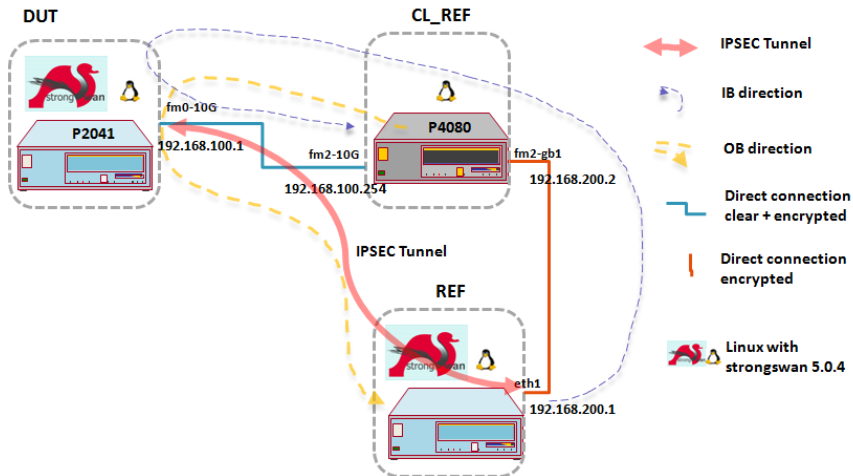 DUT
CL_REF
strongswan
fm0-10G
P2041
192.168.100.1
P4080
fm2-10G
fm2-gb1
192.168.100.254
192.168.200.2
IPSEC Tunnel
REF
strongswan
eth1
192.168.200.1
IPSEC Tunnel
IB direction
OB direction
Direct connection
clear + encrypted
Direct connection
encrypted
strongswan
Linux with
strongswan 5.0.4